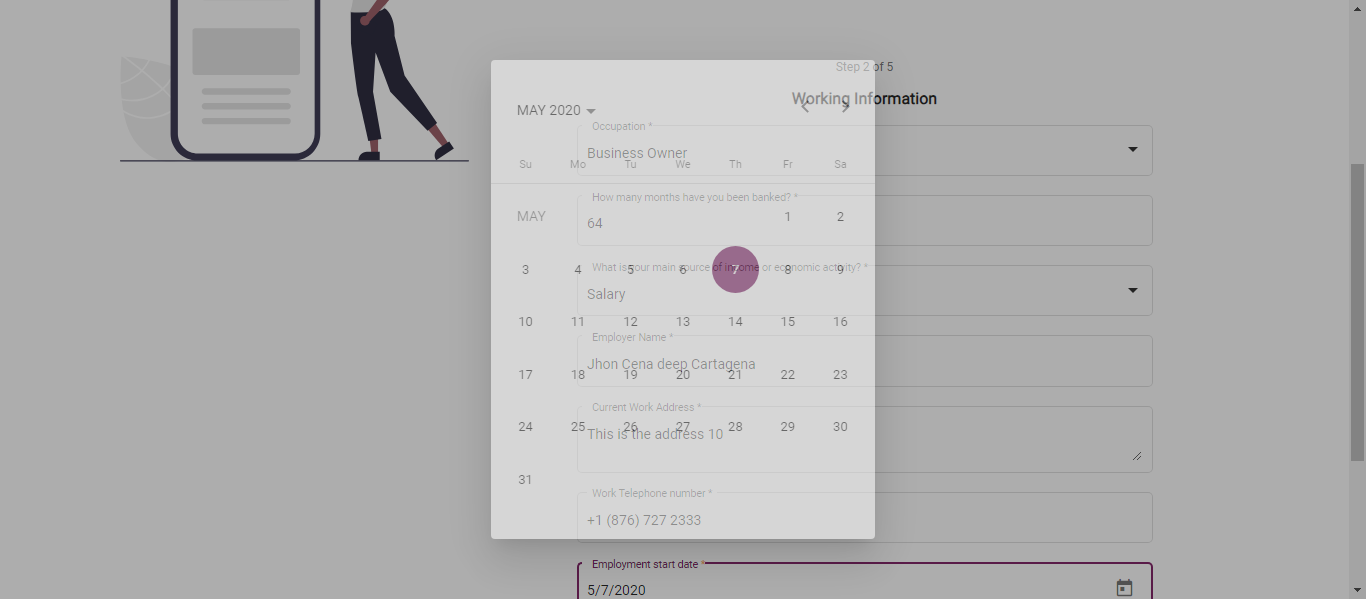 Step 2 of 5
Working Information
MAY 2020
Occupation *
Business Owner
Su Mo Tu We Th Fr Sa
How many months have you been banked? *
64
MAY 1 2
What is your main source of income or economic activity? *
3 4 5 6 7 8 9
Salary
10 11 12 13 14 15 16
Employer Name *
Jhon Cena deep Cartagena
17 18 19 20 21 22 23
Current Work Address *
This is the address 10
24 25 26 27 28 29 30
31
Work Telephone number *
+1 (876) 727 2333
Employment start date *
5/7/2020